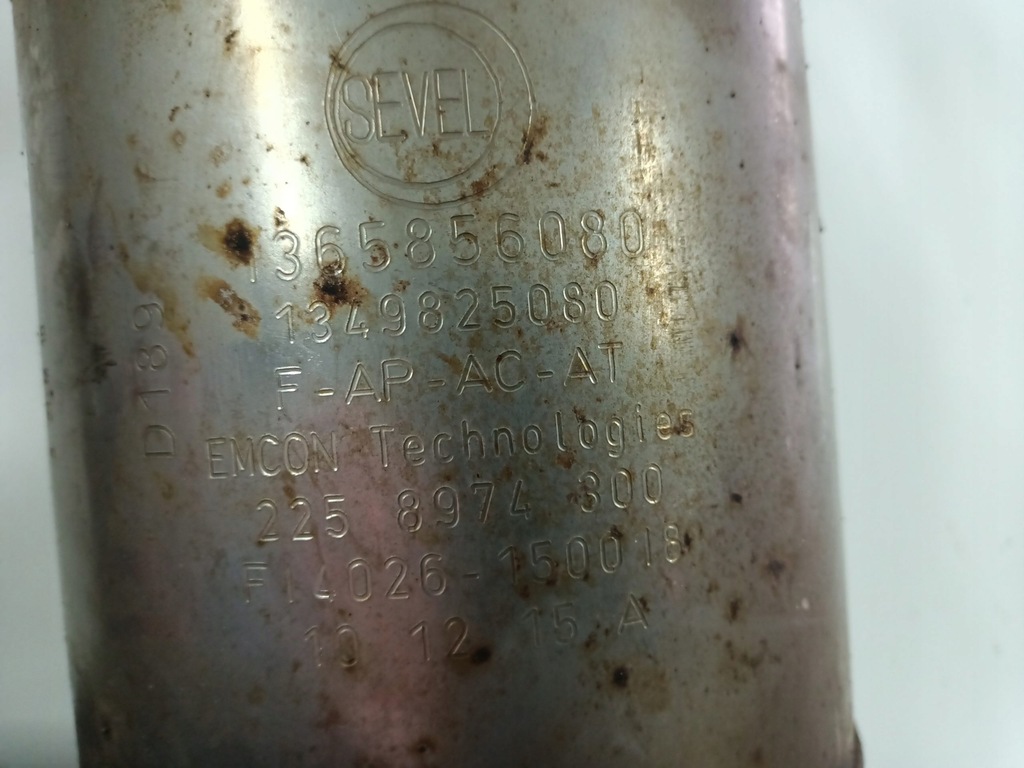 SEVEL
1365856080
1349825080
F-AP-AC-AT
EMCON Technologies
225 8974 800
F14026-150018
10 12 15 A
D189